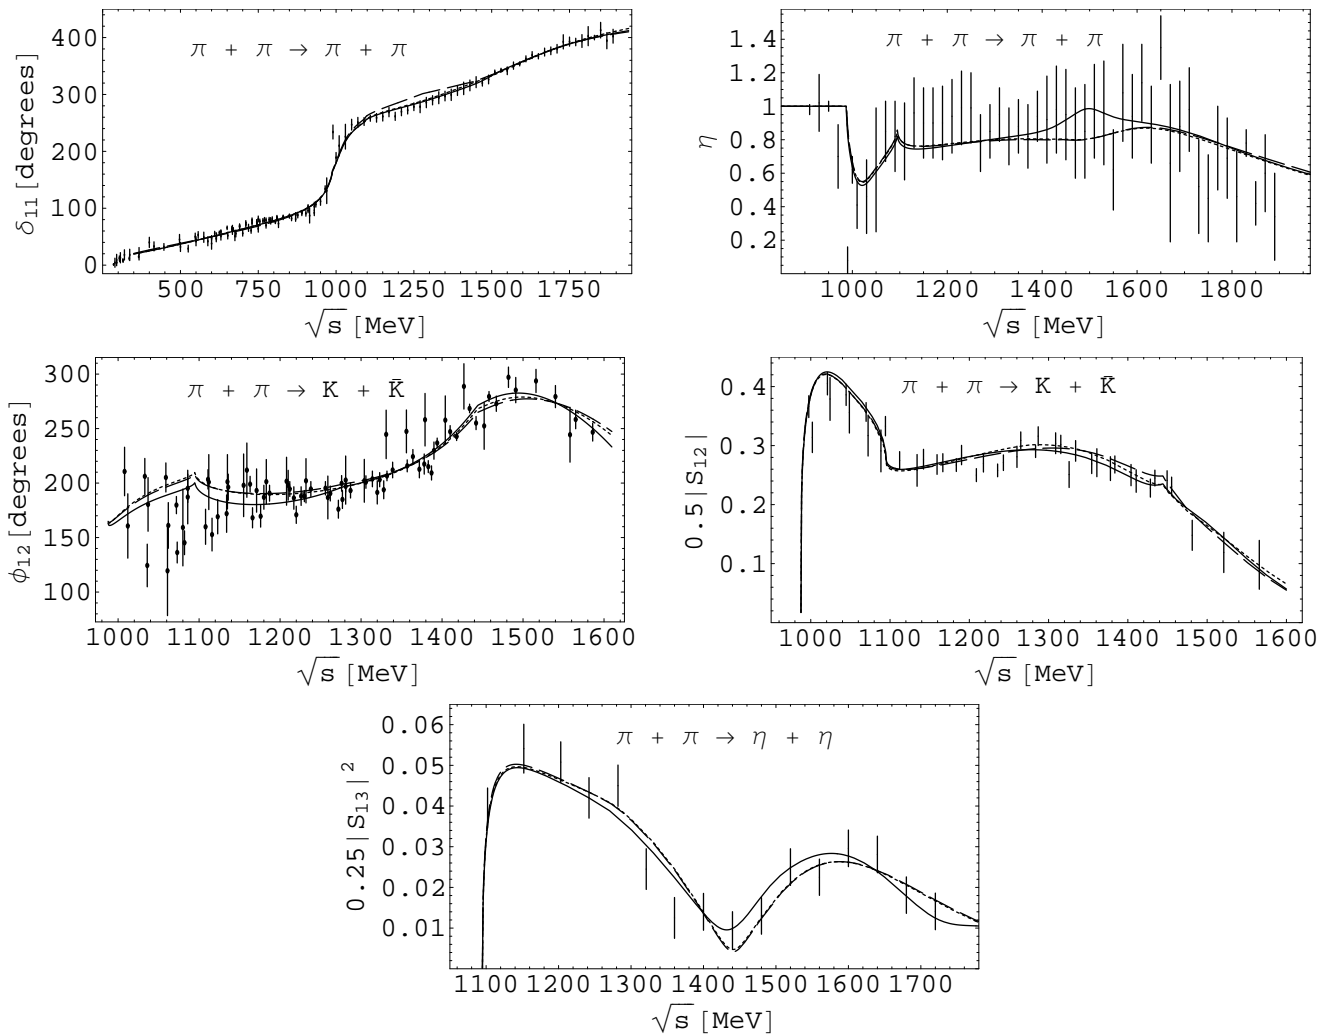 π + π → π + π
δ₁₁[degrees]
400
300
200
100
0
500 750 1000 1250 1500 1750
√s [MeV]
π + π → π + π
η
1.4
1.2
1
0.8
0.6
0.4
0.2
1000 1200 1400 1600 1800
√s [MeV]
π + π → K + K̄
ϕ₁₂[degrees]
300
250
200
150
100
1000 1100 1200 1300 1400 1500 1600
√s [MeV]
π + π → K + K̄
0.5|S₁₂|
0.4
0.3
0.2
0.1
1000 1100 1200 1300 1400 1500 1600
√s [MeV]
π + π → η + η
0.25|S₁₃|²
0.06
0.05
0.04
0.03
0.02
0.01
1100 1200 1300 1400 1500 1600 1700
√s [MeV]